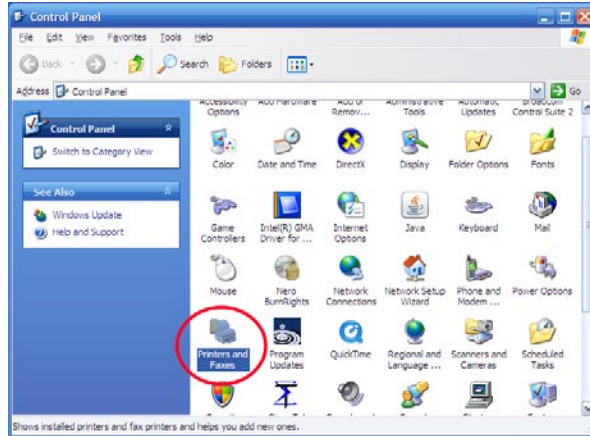 Control Panel
File Edit View Favorites Tools Help
Back Search Folders
Address Control Panel Go
Control Panel
Switch to Category View
See Also
Windows Update
Help and Support
Accessibility Options
Add Hardware
Add or Remov...
Administrative Tools
Automatic Updates
Broadcom Control Suite 2
Color
Date and Time
DirectX
Display
Folder Options
Fonts
Game Controllers
Intel(R) GMA Driver for ...
Internet Options
Java
Keyboard
Mail
Mouse
Nero BurnRights
Network Connections
Network Setup Wizard
Phone and Modem ...
Power Options
Printers and Faxes
Program Updates
QuickTime
Regional and Language ...
Scanners and Cameras
Scheduled Tasks
Shows installed printers and fax printers and helps you add new ones.